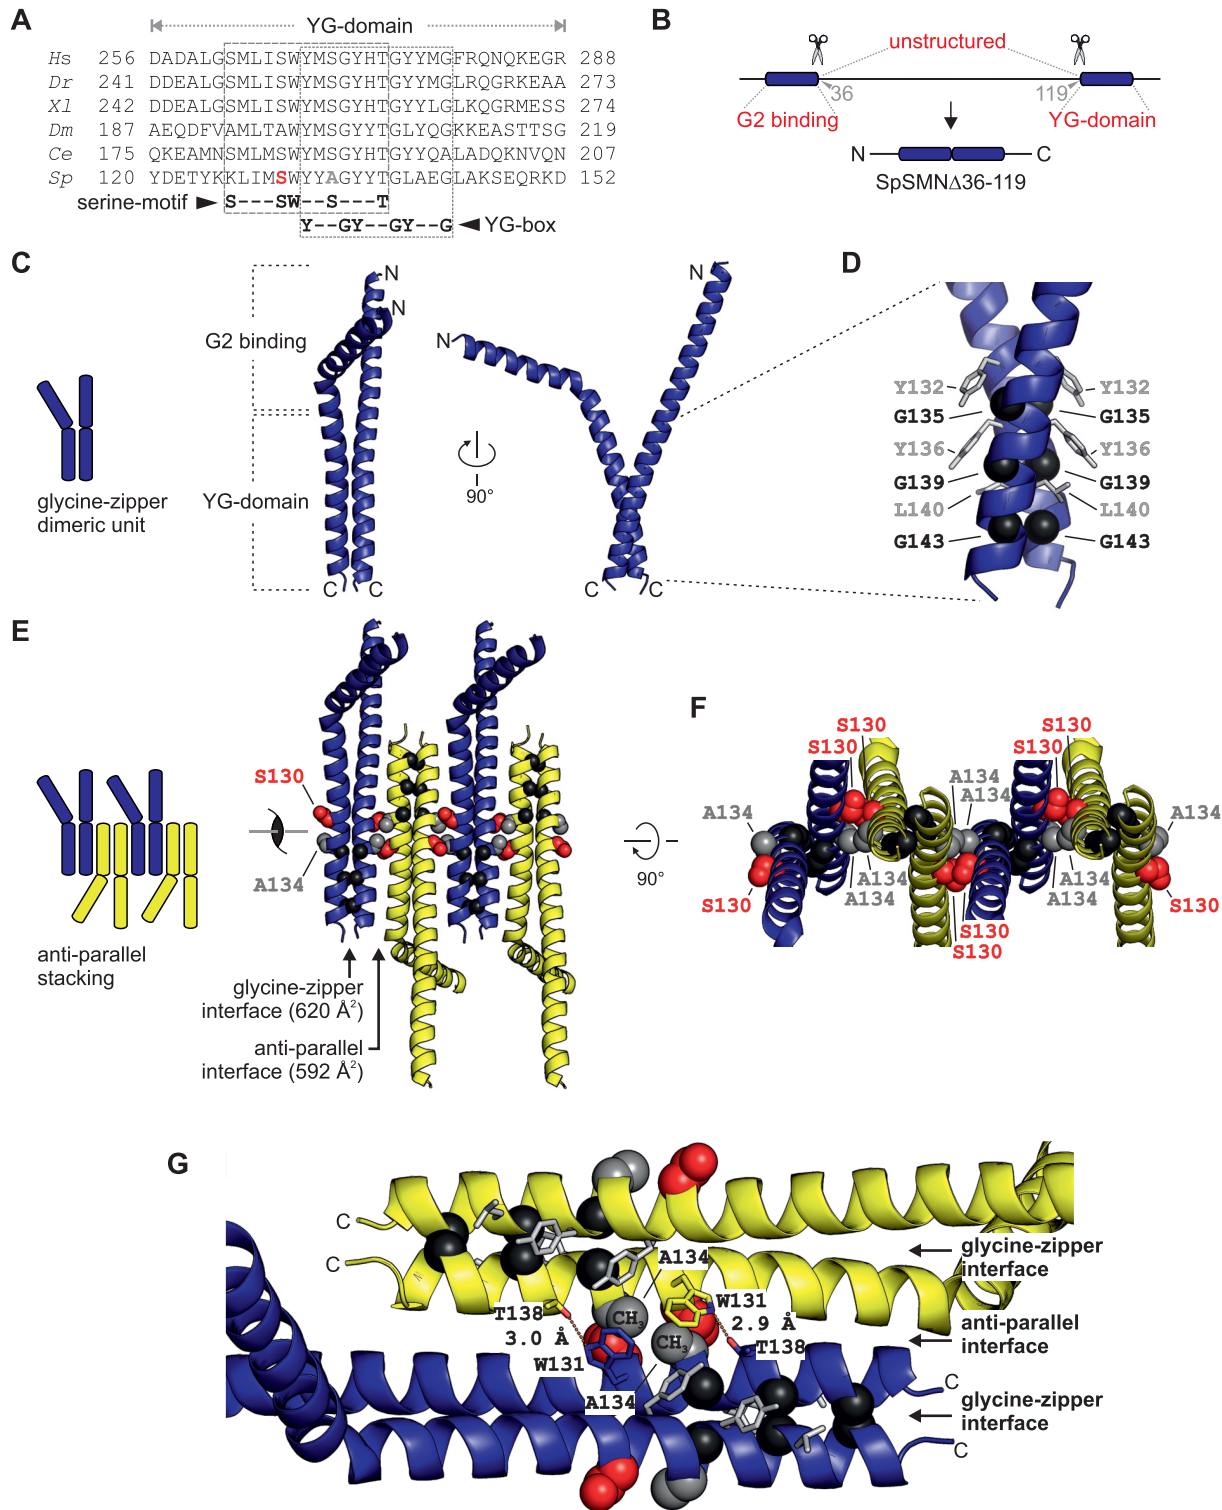 A
YG-domain
Hs 256 DADALGSMLISWYMSGYHTGYYMGFRQNQKEGR 288
Dr 241 DDEALGSMLISWYMSGYHTGYYMGLRQGRKEAA 273
Xl 242 DDEALGSMLISWYMSGYHTGYYLGLKQGRMESS 274
Dm 187 AEQDFVAMLTAWYMSGYYTGLYQGKKEASTTSG 219
Ce 175 QKEAMNSMLMSWYMSGYHTGYYQALADQKNVQN 207
Sp 120 YDETYKKLIMSWYYAGYYTGLAEGLAKSEQRKD 152
serine-motif S---SW--S---T
Y--GY--GY--G YG-box
B
unstructured
36 119
G2 binding YG-domain
N C
SpSMNΔ36-119
C
N
N
G2 binding
N
N
YG-domain
90°
glycine-zipper
dimeric unit
C C
C C
D
Y132 Y132
G135 G135
Y136 Y136
G139 G139
L140 L140
G143 G143
E
S130
A134
anti-parallel
stacking
glycine-zipper
interface (620 Å²)
anti-parallel
interface (592 Å²)
90°
F
S130 S130
S130 S130
A134
A134
A134 A134
A134 A134
A134 A134
S130 S130
S130
S130
G
C
C
A134
W131
T138
2.9 Å
3.0 Å
CH₃
CH₃
T138
W131
A134
C
C
glycine-zipper
interface
anti-parallel
interface
glycine-zipper
interface